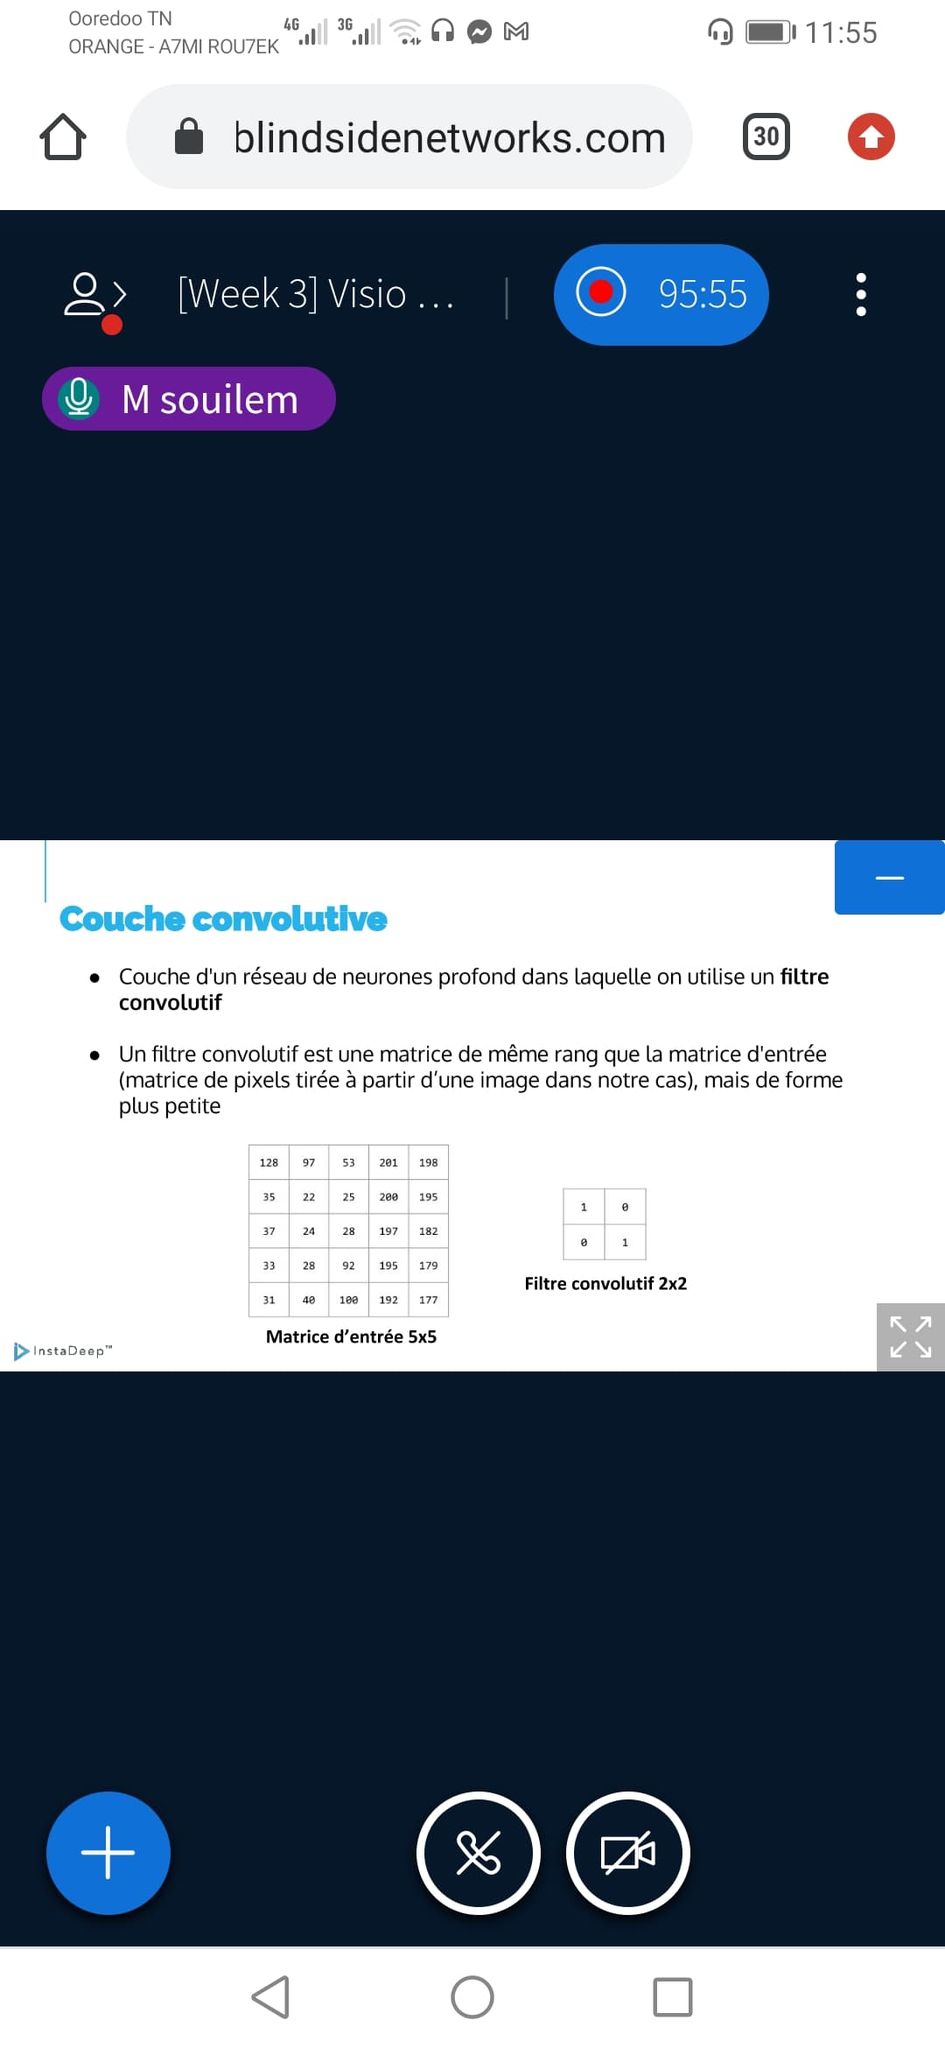 Ooredoo TN
ORANGE - A7MI ROU7EK
4G
3G
11:55
blindsidenetworks.com
30
[Week 3] Visio ...
95:55
M souilem
Couche convolutive
Couche d'un réseau de neurones profond dans laquelle on utilise un filtre
convolutif
Un filtre convolutif est une matrice de même rang que la matrice d'entrée
(matrice de pixels tirée à partir d’une image dans notre cas), mais de forme
plus petite
128 97 53 201 198
35 22 25 200 195
37 24 28 197 182
33 28 92 195 179
31 40 100 192 177
Matrice d’entrée 5x5
1 0
0 1
Filtre convolutif 2x2
InstaDeep™